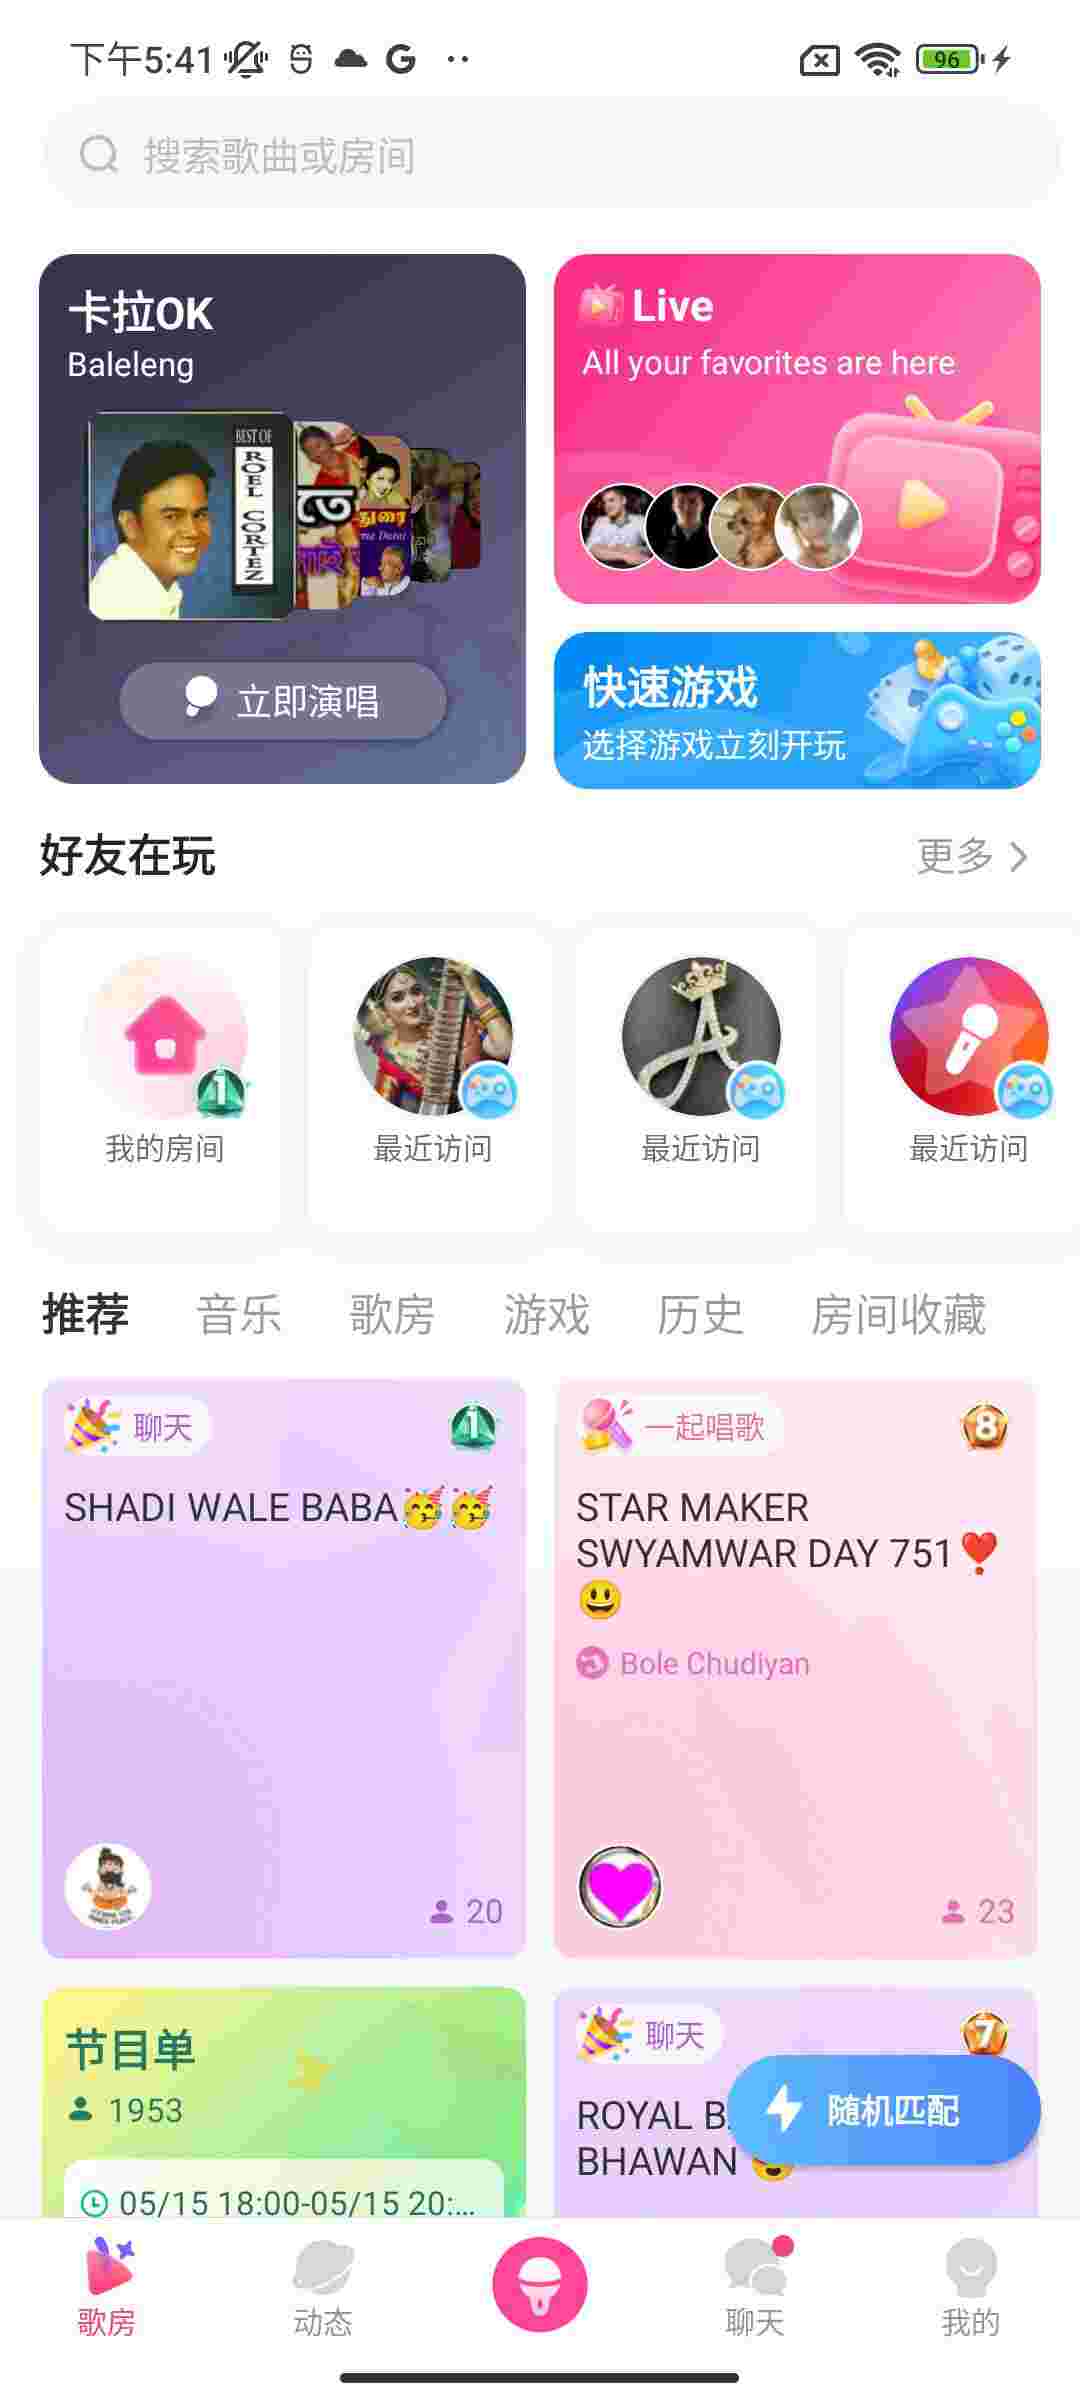 下午5:41
96
搜索歌曲或房间
卡拉OK
Baleleng
BEST OF
ROEL CORTEZ
立即演唱
Live
All your favorites are here
快速游戏
选择游戏立刻开玩
好友在玩
更多
1
A
我的房间
最近访问
最近访问
最近访问
推荐
音乐
歌房
游戏
历史
房间收藏
聊天
1
SHADI WALE BABA🥳🥳
一起唱歌
8
STAR MAKER
SWYAMWAR DAY 751❣️
😃
Bole Chudiyan
20
23
节目单
1953
05/15 18:00-05/15 20:...
聊天
7
ROYAL B
BHAWAN
随机匹配
歌房
动态
聊天
我的